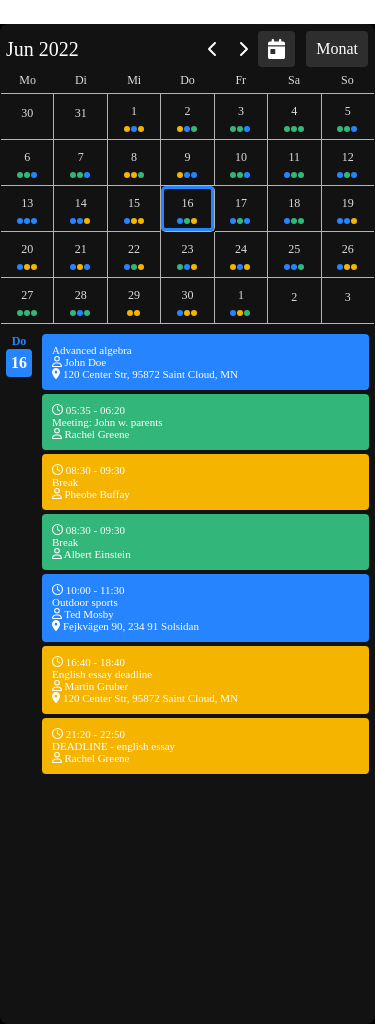 Jun 2022 Monat
Mo Di Mi Do Fr Sa So
30 31 1 2 3 4 5
6 7 8 9 10 11 12
13 14 15 16 17 18 19
20 21 22 23 24 25 26
27 28 29 30 1 2 3
Do
16
Advanced algebra
John Doe
120 Center Str, 95872 Saint Cloud, MN
05:35 - 06:20
Meeting: John w. parents
Rachel Greene
08:30 - 09:30
Break
Pheobe Buffay
08:30 - 09:30
Break
Albert Einstein
10:00 - 11:30
Outdoor sports
Ted Mosby
Fejkvägen 90, 234 91 Solsidan
16:40 - 18:40
English essay deadline
Martin Gruber
120 Center Str, 95872 Saint Cloud, MN
21:20 - 22:50
DEADLINE - english essay
Rachel Greene